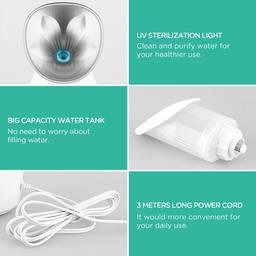 UV STERILIZATION LIGHT
Clean and purify water for
your healthier use.
BIG CAPACITY WATER TANK
No need to worry about
filling water.
3 METERS LONG POWER CORD
It would more convenient for
your daily use.